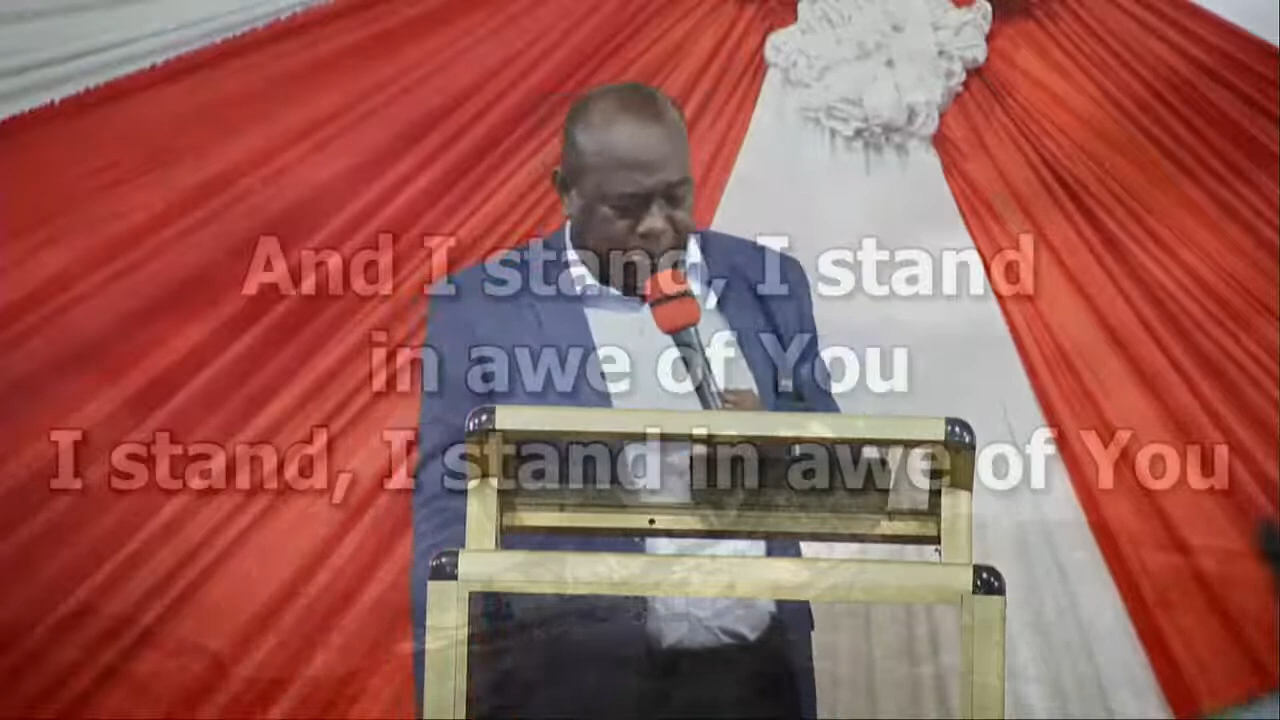 And I stand, I stand
in awe of You
I stand, I stand in awe of You